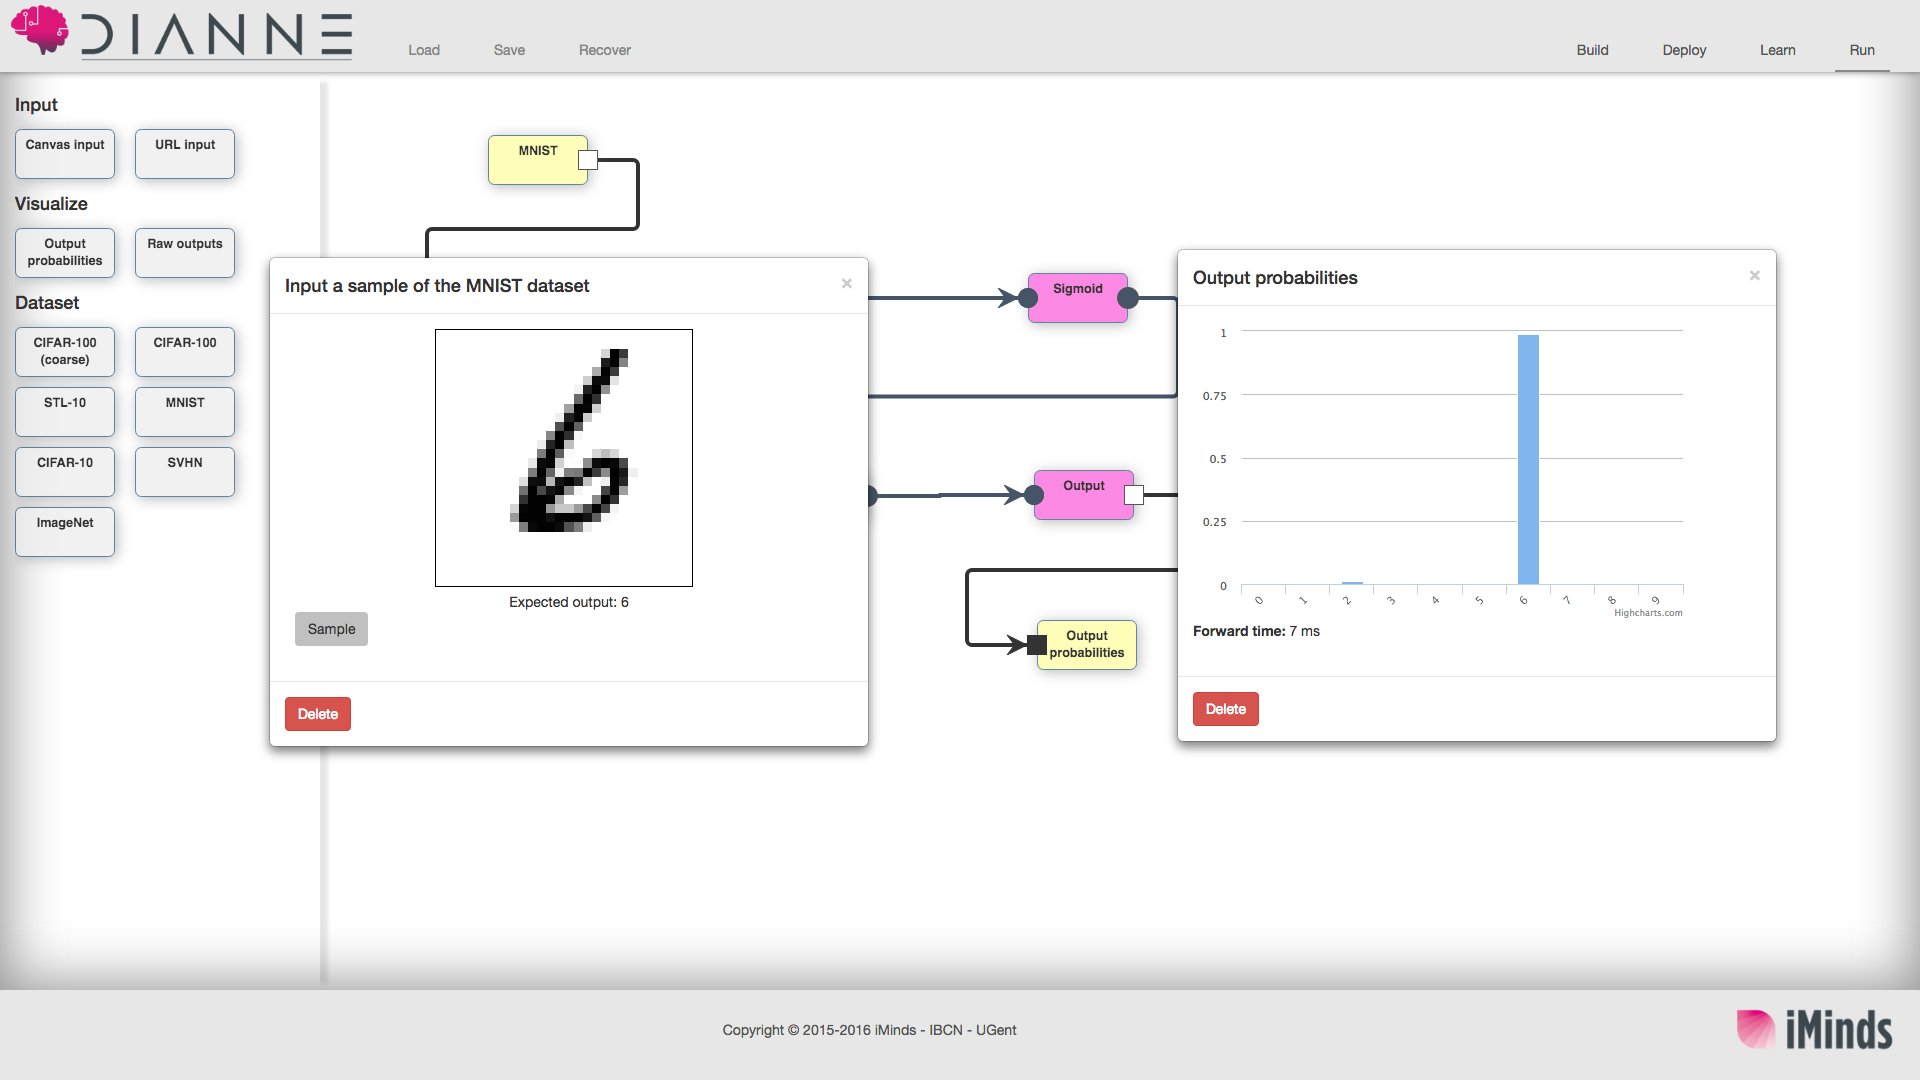 DIANNE
Load Save Recover
Build Deploy Learn Run
Input
Canvas input URL input
Visualize
Output
probabilities
Raw outputs
Dataset
CIFAR-100
(coarse)
CIFAR-100
STL-10 MNIST
CIFAR-10 SVHN
ImageNet
MNIST
Input a sample of the MNIST dataset ×
6
Expected output: 6
Sample
Delete
Sigmoid
Output
Output
probabilities
Output probabilities ×
1
0.75
0.5
0.25
0
0 1 2 3 4 5 6 7 8 9
Highcharts.com
Forward time: 7 ms
Delete
Copyright © 2015-2016 iMinds - IBCN - UGent
iMinds